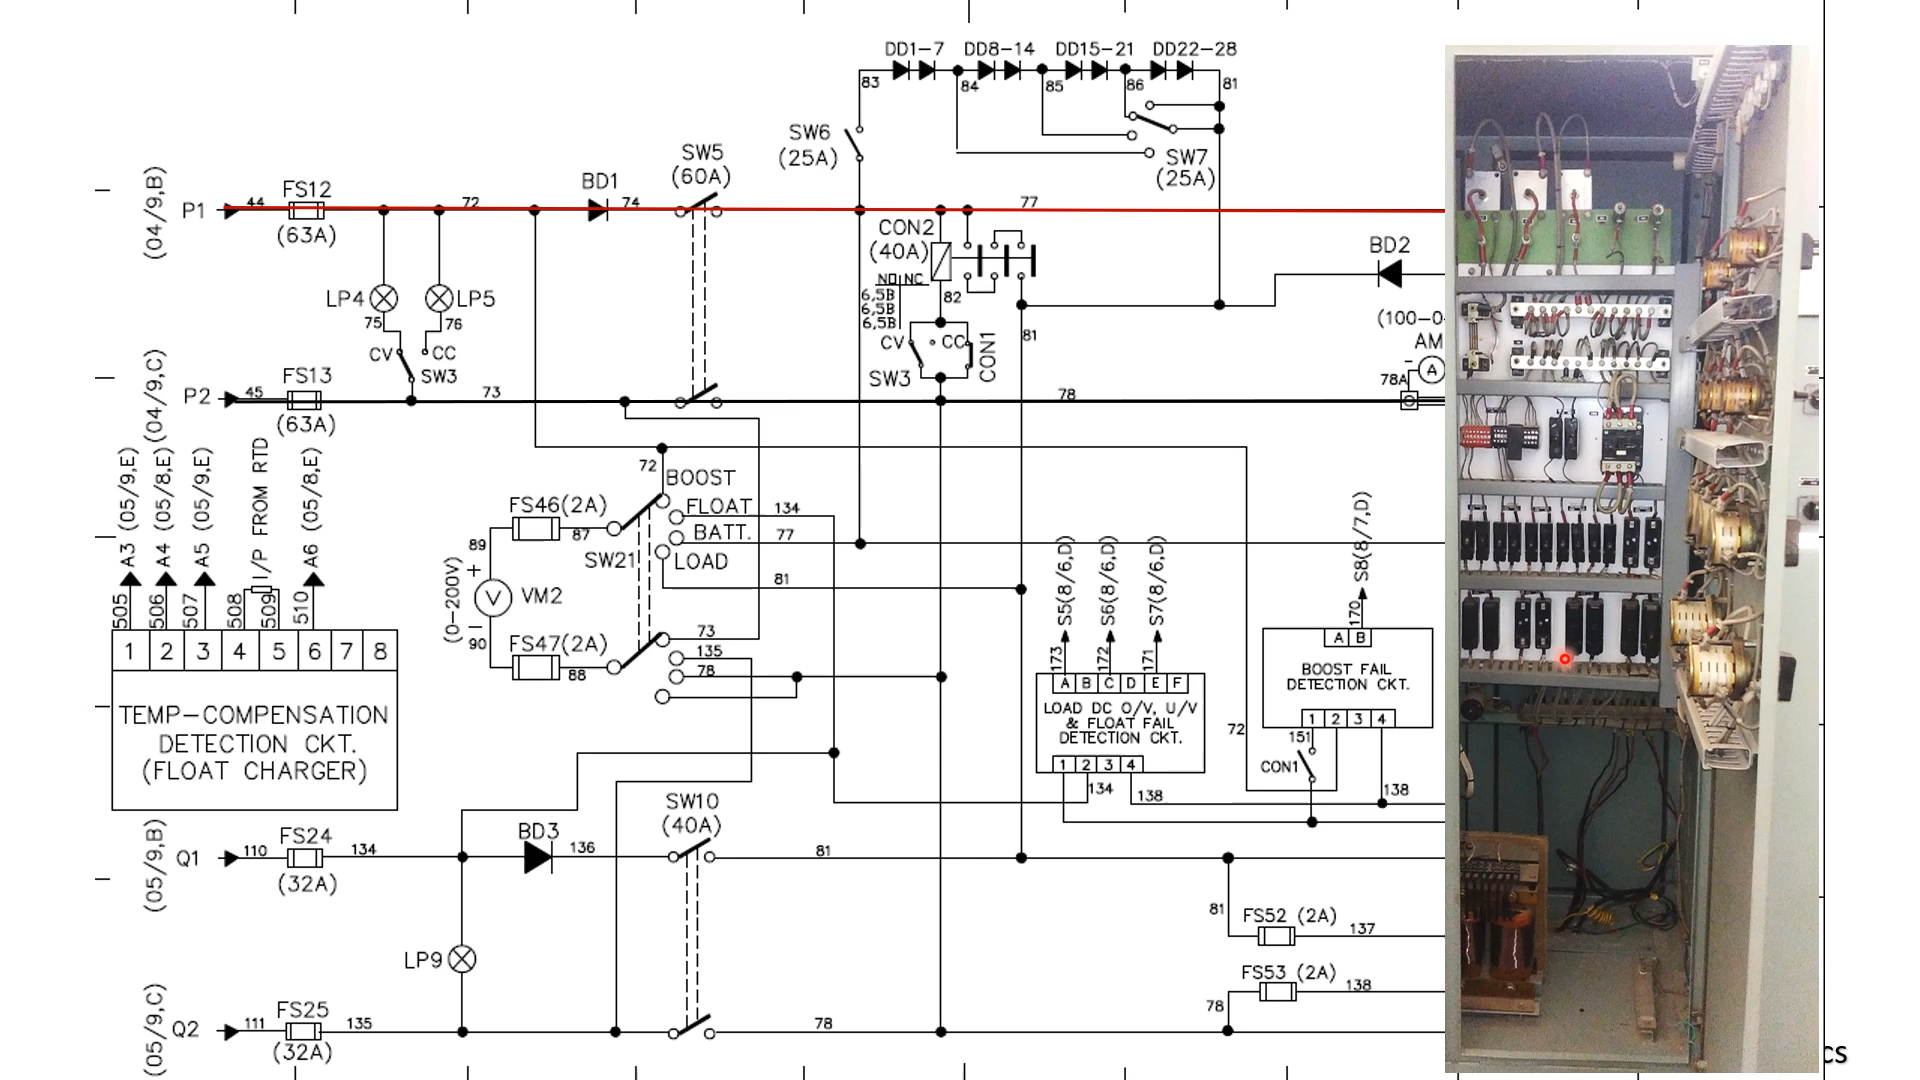 DD1-7 DD8-14 DD15-21 DD22-28
83 84 85 86 81
SW6
(25A)
SW7
(25A)
(04/9,B)
P1 44 FS12 72 BD1 74 SW5 77
(63A)
(60A)
CON2
(40A)
NO NC
6,5B
6,5B
6,5B
82
BD2
LP4 LP5
75 76
CV CC
SW3
CV CC
SW3 CON1
81
(100-0-
AM
- A
78A
(04/9,C)
P2 45 FS13 73 78
(63A)
A3 (05/9,E)
A4 (05/8,E)
A5 (05/9,E)
I/P FROM RTD
A6 (05/8,E)
505 506 507 508 509 510
1 2 3 4 5 6 7 8
TEMP-COMPENSATION
DETECTION CKT.
(FLOAT CHARGER)
72 BOOST
FLOAT 134
BATT. 77
LOAD 81
FS46(2A)
87
89
SW21
(0-200V)
+
V VM2
-
90
FS47(2A)
88
73
135
78
S5(8/6,D)
S6(8/6,D)
S7(8/6,D)
173 172 171
A B C D E F
LOAD DC O/V, U/V
& FLOAT FAIL
DETECTION CKT.
1 2 3 4
134 138
S8(8/7,D)
170
A B
BOOST FAIL
DETECTION CKT.
1 2 3 4
72
151
CON1
138
(05/9,B)
Q1 110 FS24 134 BD3 136 SW10 81
(32A)
(40A)
81 FS52 (2A) 137
LP9
FS53 (2A) 138
78
(05/9,C)
Q2 111 FS25 135 78
(32A)
cs